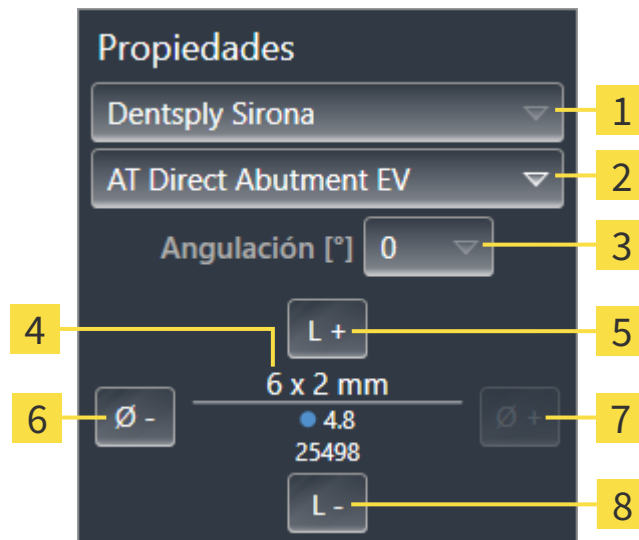 Propiedades
Dentsply Sirona
1
AT Direct Abutment EV
2
Angulación [°] 0
3
4
L +
5
6 x 2 mm
6
Ø -
4.8
Ø +
7
25498
L -
8